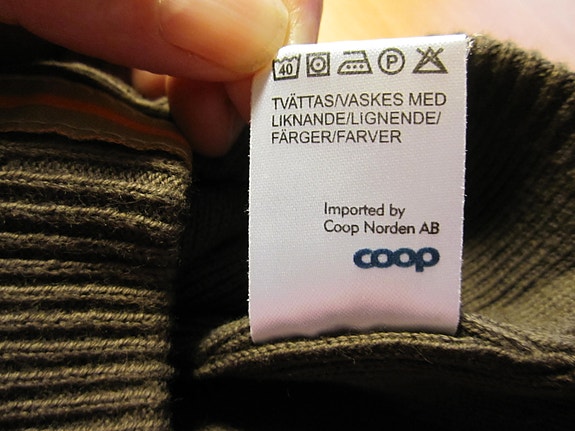 40 P
TVÄTTAS/VASKES MED
LIKNANDE/LIGNENDE/
FÄRGER/FARVER
Imported by
Coop Norden AB
coop